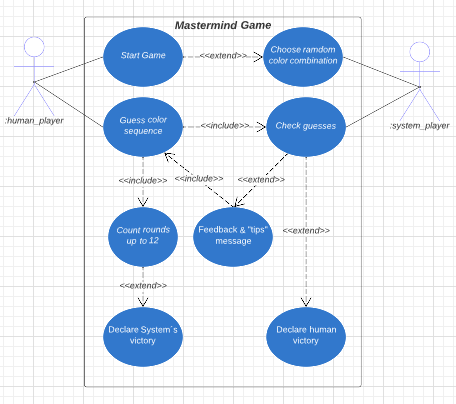 Mastermind Game
Start Game
<<extend>>
Choose ramdom
color combination
:human_player
:system_player
Guess color
sequence
<<include>>
Check guesses
<<include>>
<<include>>
<<extend>>
Count rounds
up to 12
Feedback & "tips"
message
<<extend>>
<<extend>>
Declare System`s
victory
Declare human
victory